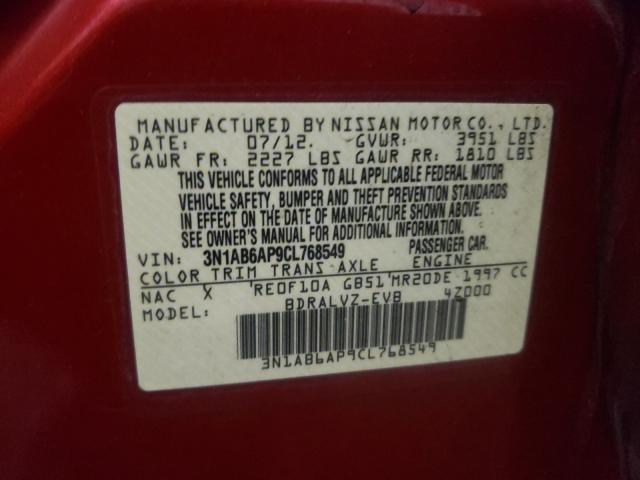 MANUFACTURED BY NISSAN MOTOR CO., LTD.
DATE: 07/12. GVWR: 3951 LBS
GAWR FR: 2227 LBS GAWR RR: 1810 LBS
THIS VEHICLE CONFORMS TO ALL APPLICABLE FEDERAL MOTOR
VEHICLE SAFETY, BUMPER AND THEFT PREVENTION STANDARDS
IN EFFECT ON THE DATE OF MANUFACTURE SHOWN ABOVE.
SEE OWNER'S MANUAL FOR ADDITIONAL INFORMATION.
VIN: 3N1AB6AP9CL768549 PASSENGER CAR.
COLOR TRIM TRANS AXLE ENGINE
NAC X 'RE0F10A GB51'MR20DE 1997 CC
MODEL: BDRALVZ-EVB 4Z000
3N1AB6AP9CL768549